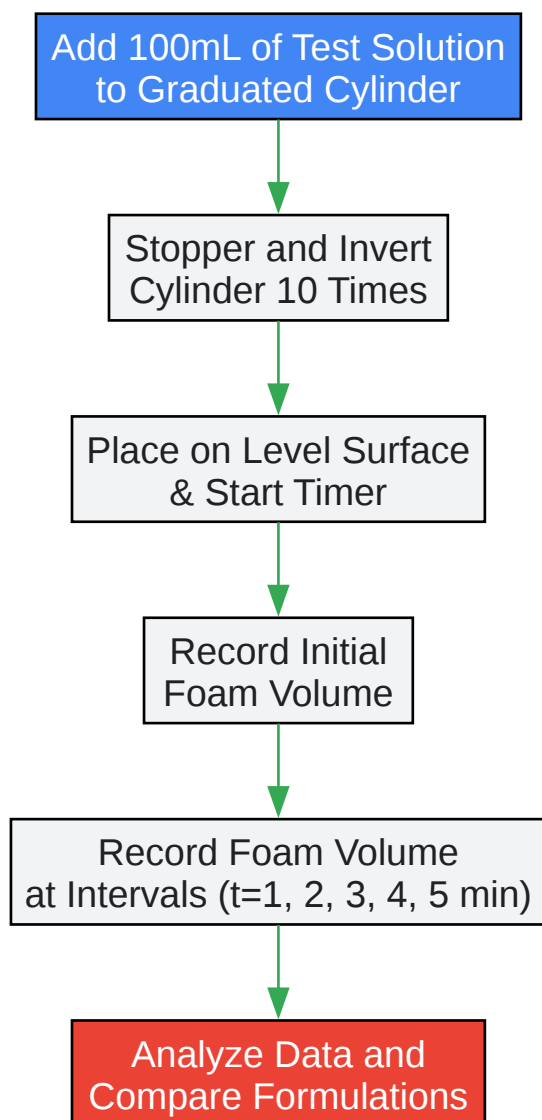 Add 100mL of Test Solution
to Graduated Cylinder
Stopper and Invert
Cylinder 10 Times
Place on Level Surface
& Start Timer
Record Initial
Foam Volume
Record Foam Volume
at Intervals (t=1, 2, 3, 4, 5 min)
Analyze Data and
Compare Formulations